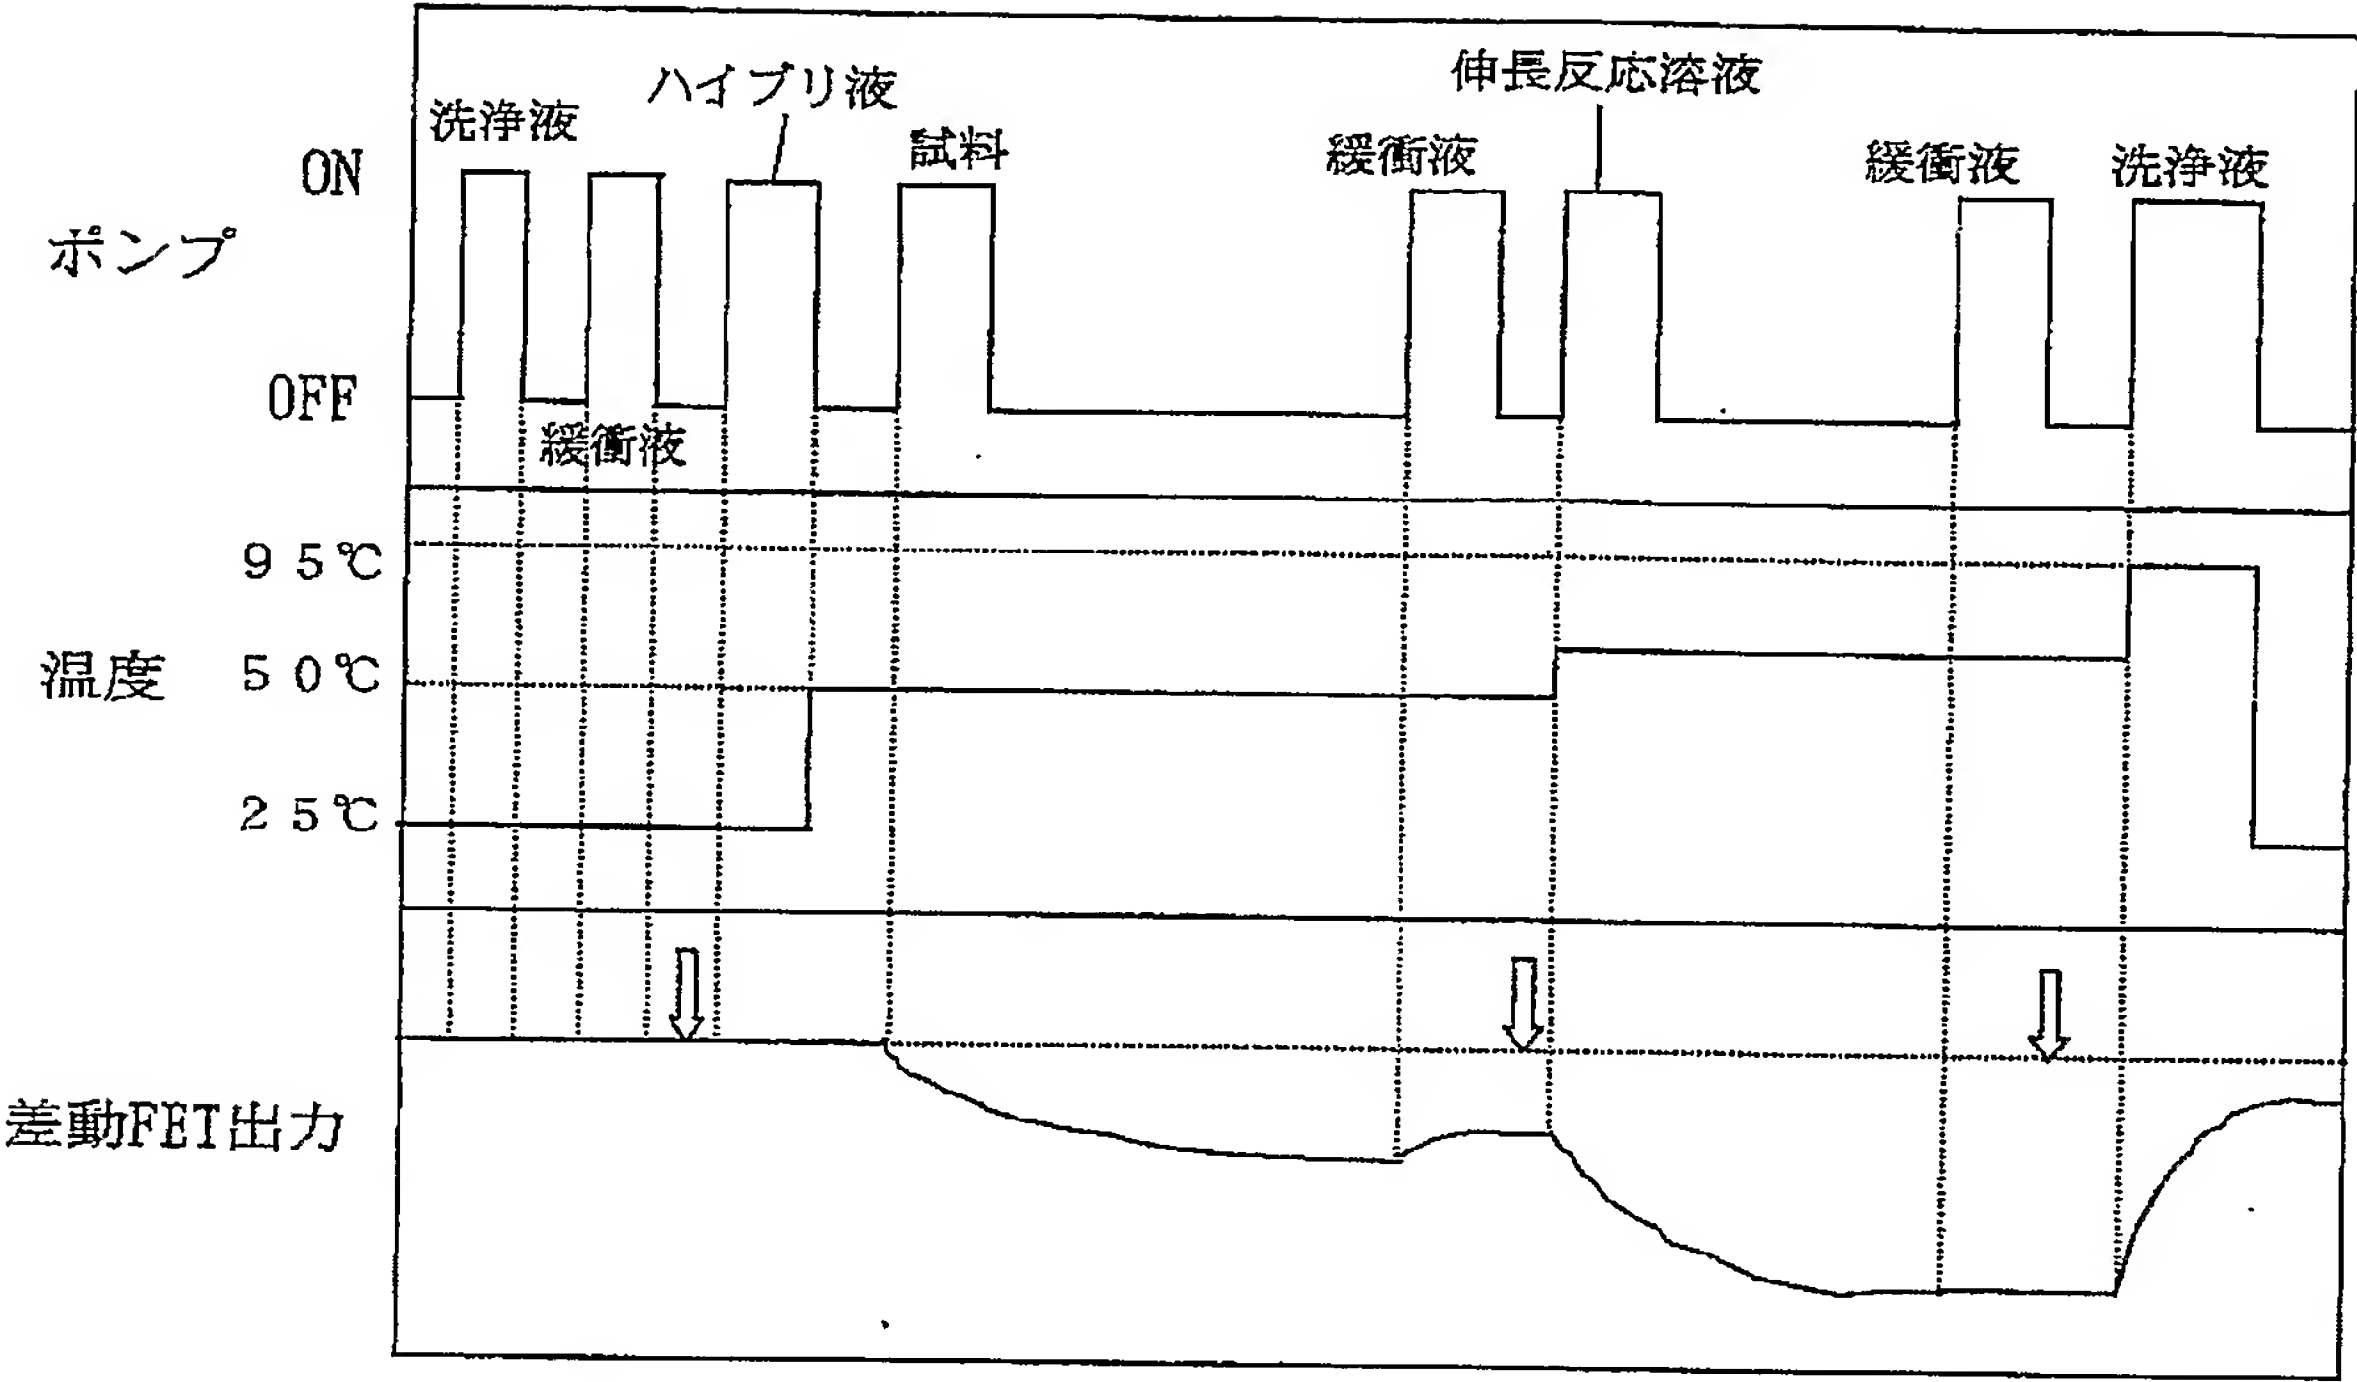 伸長反応溶液
ハイブリ液
洗浄液
試料
緩衝液
緩衝液
洗浄液
ON
ポンプ
OFF
緩衝液
95℃
温度
50℃
25℃
差動FET出力